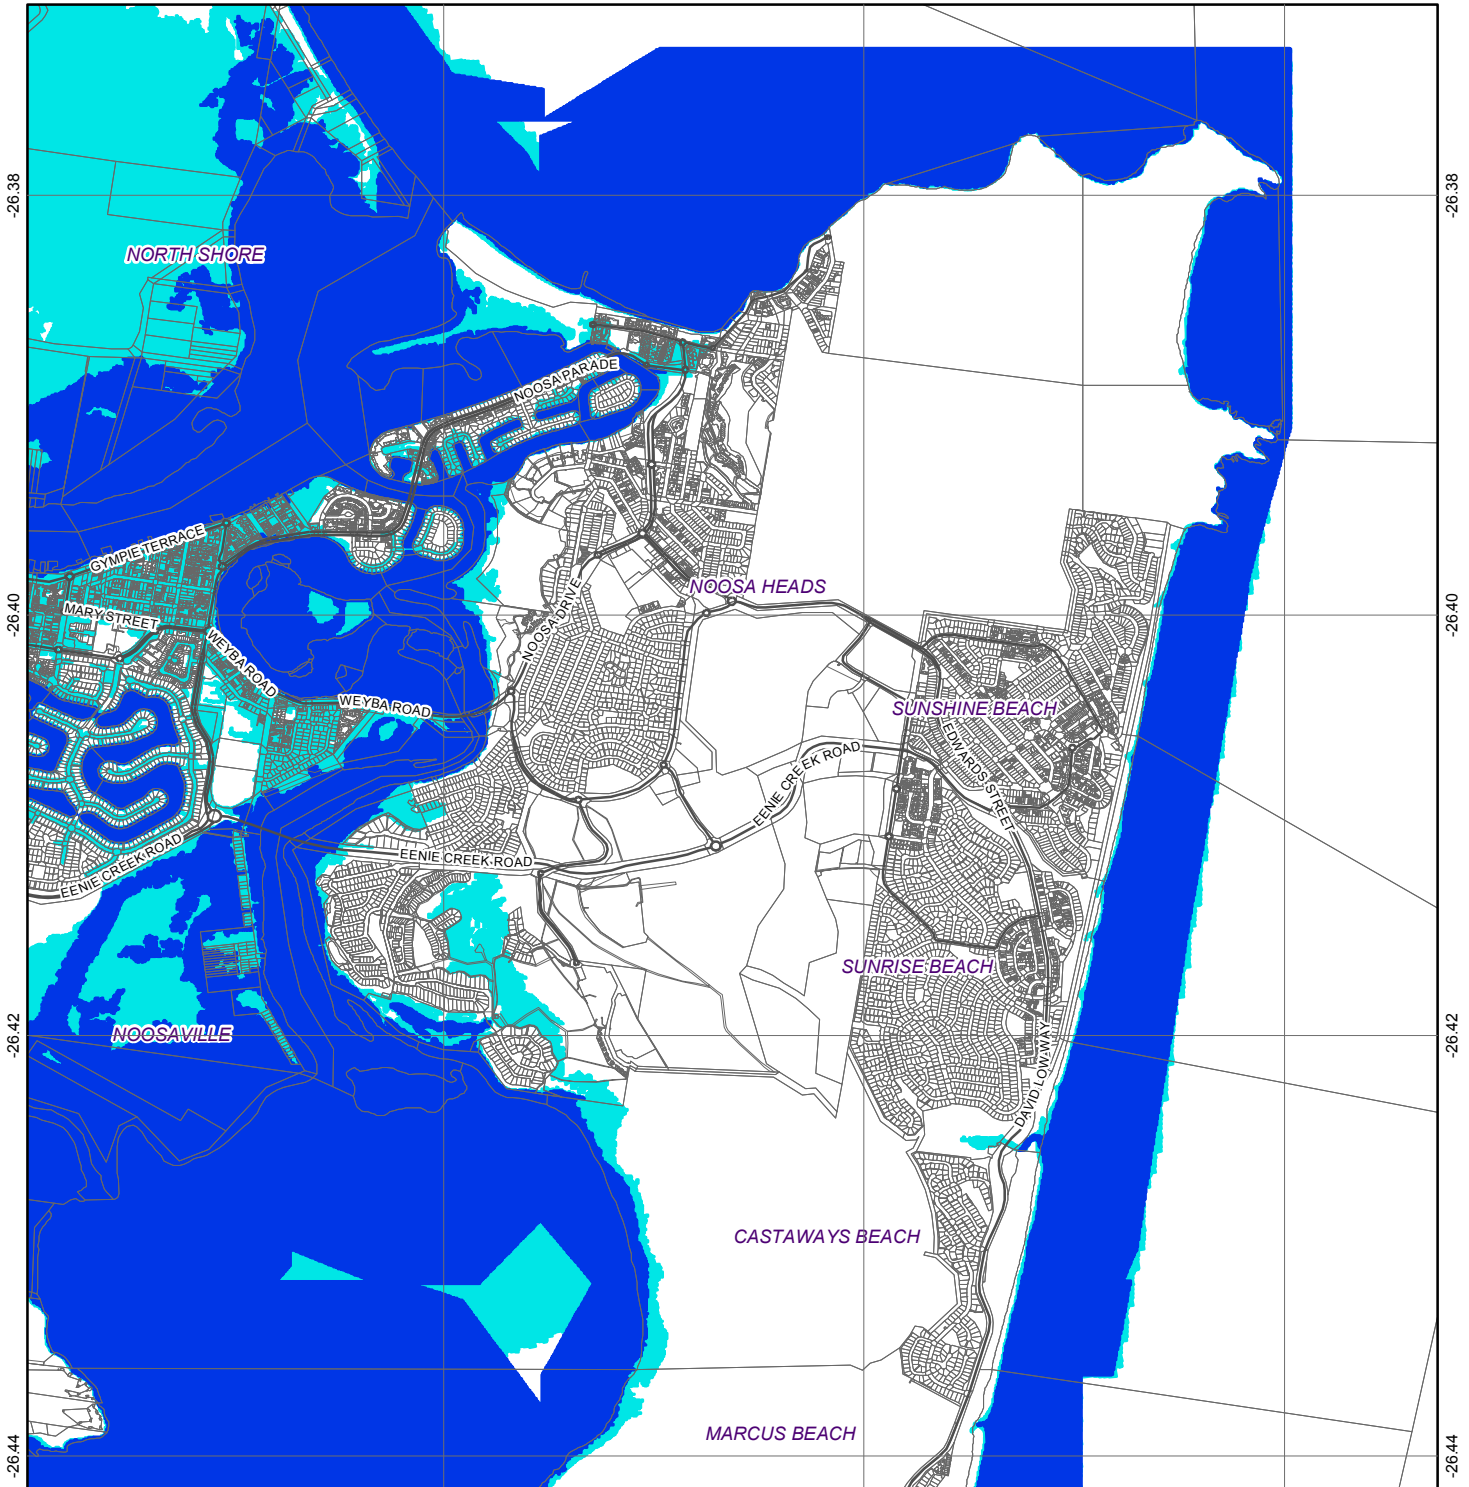 -26.38
-26.38
NORTH SHORE
NOOSA PARADE
GYMPIE TERRACE
NOOSA HEADS
-26.40
-26.40
MARY STREET
NOOSA DRIVE
WEYBA ROAD
WEYBA ROAD
SUNSHINE BEACH
EDWARDS STREET
EENIE CREEK ROAD
EENIE CREEK ROAD
EENIE CREEK ROAD
SUNRISE BEACH
NOOSAVILLE
-26.42
-26.42
DAVID LOW WAY
CASTAWAYS BEACH
MARCUS BEACH
-26.44
-26.44